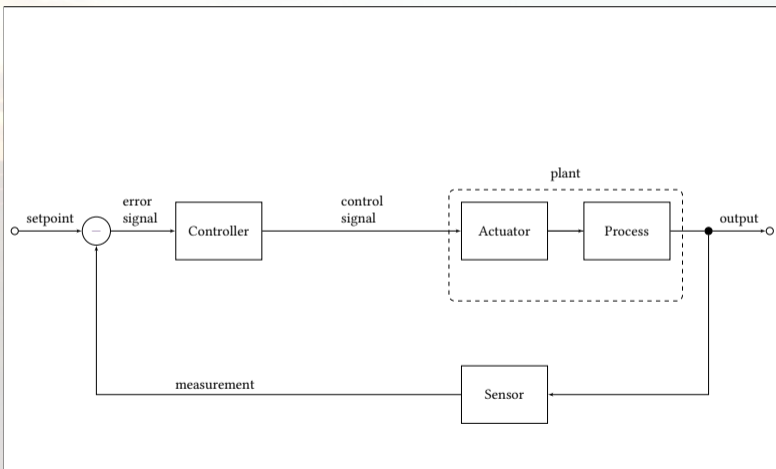 plant
error
signal
control
signal
setpoint
−
Controller
Actuator
Process
output
measurement
Sensor